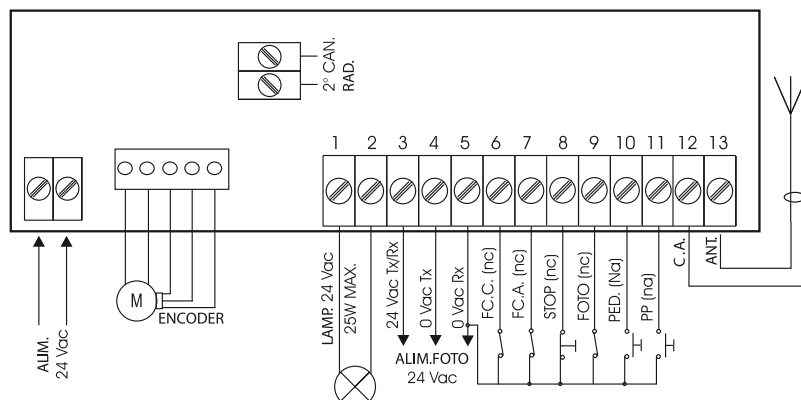 2° CAN.
RAD.
1 2 3 4 5 6 7 8 9 10 11 12 13
ALIM.
24 Vac
M
ENCODER
LAMP. 24 Vac
25W MAX.
24 Vac Tx/Rx
0 Vac Tx
0 Vac Rx
FC.C. (nc)
FC.A. (nc)
STOP (nc)
FOTO (nc)
PED. (Na)
PP (na)
C.A.
ANT.
ALIM.FOTO
24 Vac